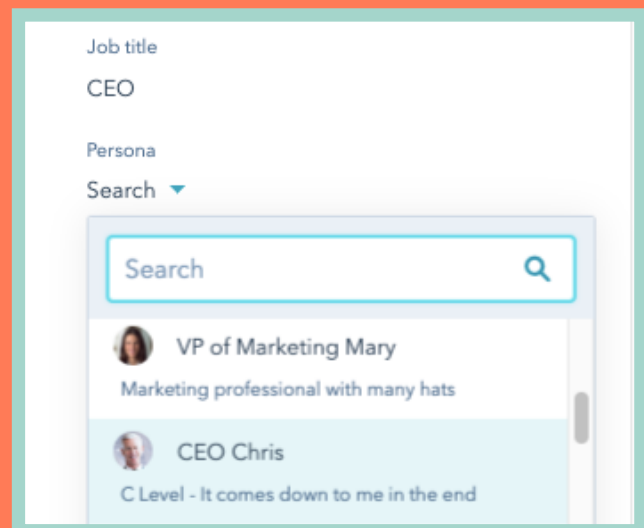 Job title
CEO
Persona
Search
Search
VP of Marketing Mary
Marketing professional with many hats
CEO Chris
C Level - It comes down to me in the end